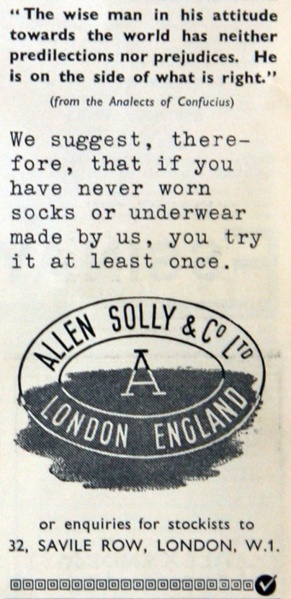 "The wise man in his attitude
towards the world has neither
predilections nor prejudices. He
is on the side of what is right."
(from the Analects of Confucius)
We suggest, there-
fore, that if you
have never worn
socks or underwear
made by us, you try
it at least once.
ALLEN SOLLY & Co LTD
A
LONDON ENGLAND
or enquiries for stockists to
32, SAVILE ROW, LONDON, W.1.